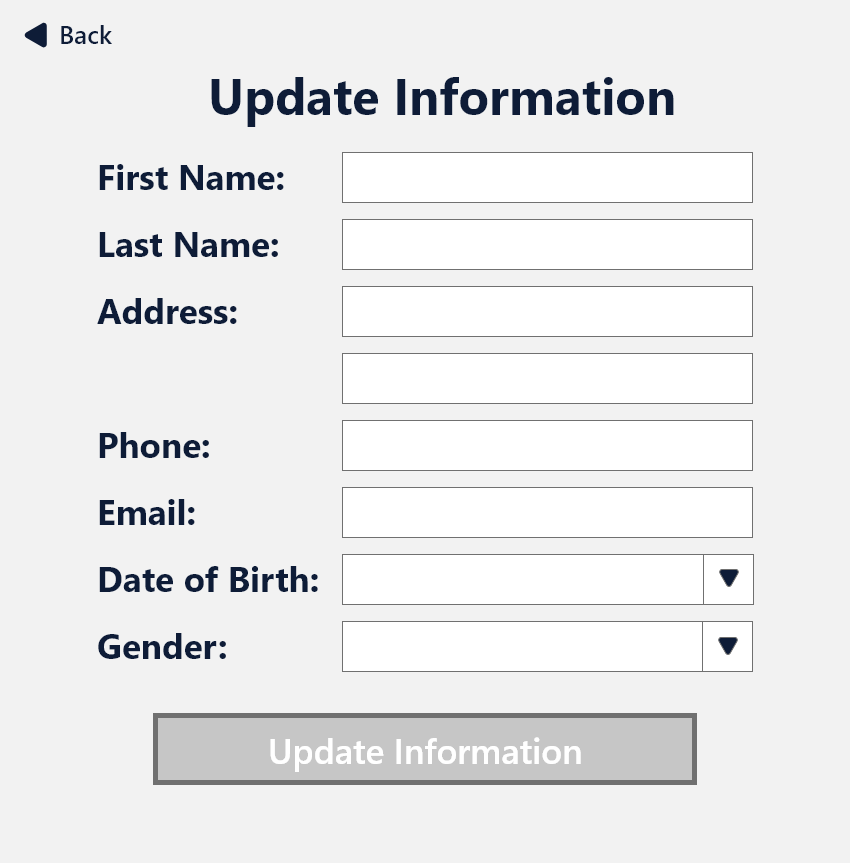 Back
Update Information
First Name:
Last Name:
Address:
Phone:
Email:
Date of Birth:
Gender:
Update Information